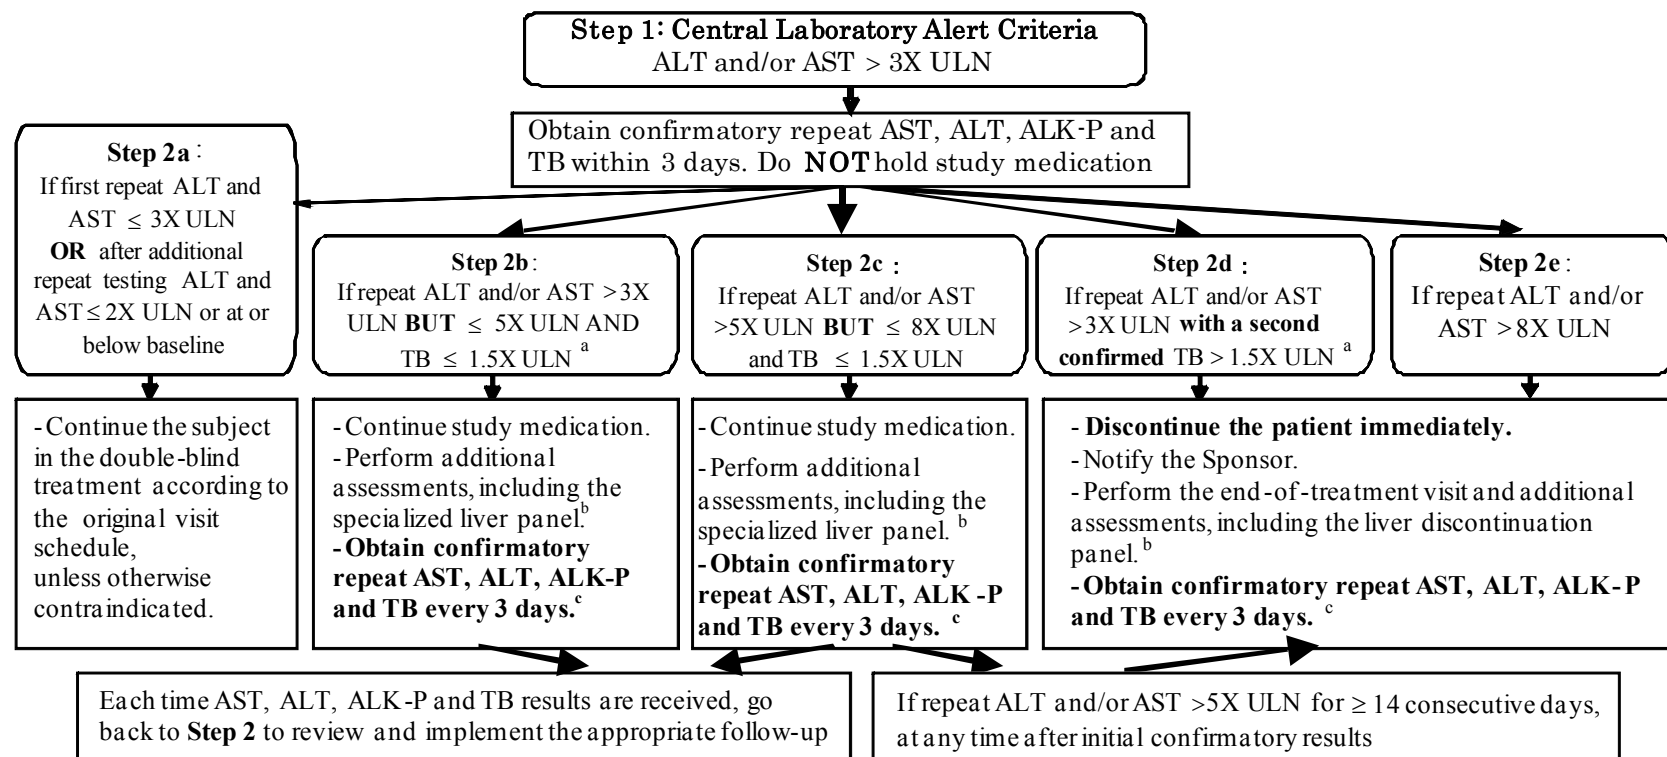 Step 1: Central Laboratory Alert Criteria
ALT and/or AST > 3X ULN
Obtain confirmatory repeat AST, ALT, ALK-P and
TB within 3 days. Do NOT hold study medication
Step 2a:
If first repeat ALT and
AST ≤ 3X ULN
OR after additional
repeat testing ALT and
AST ≤ 2X ULN or at or
below baseline
Step 2b:
If repeat ALT and/or AST >3X
ULN BUT ≤ 5X ULN AND
TB ≤ 1.5X ULN a
Step 2c :
If repeat ALT and/or AST
>5X ULN BUT ≤ 8X ULN
and TB ≤ 1.5X ULN
Step 2d :
If repeat ALT and/or AST
>3X ULN with a second
confirmed TB > 1.5X ULN a
Step 2e :
If repeat ALT and/or
AST >8X ULN
-Continue the subject
in the double-blind
treatment according to
the original visit
schedule,
unless otherwise
contraindicated.
-Continue study medication.
-Perform additional
assessments, including the
specialized liver panel.b
-Obtain confirmatory
repeat AST, ALT, ALK-P
and TB every 3 days.c
-Continue study medication.
-Perform additional
assessments, including the
specialized liver panel. b
-Obtain confirmatory
repeat AST, ALT, ALK -P
and TB every 3 days. c
-Discontinue the patient immediately.
-Notify the Sponsor.
-Perform the end-of-treatment visit and additional
assessments, including the liver discontinuation
panel. b
-Obtain confirmatory repeat AST, ALT, ALK-P
and TB every 3 days. c
Each time AST, ALT, ALK-P and TB results are received, go
back to Step 2 to review and implement the appropriate follow-up
If repeat ALT and/or AST >5X ULN for ≥ 14 consecutive days,
at any time after initial confirmatory results